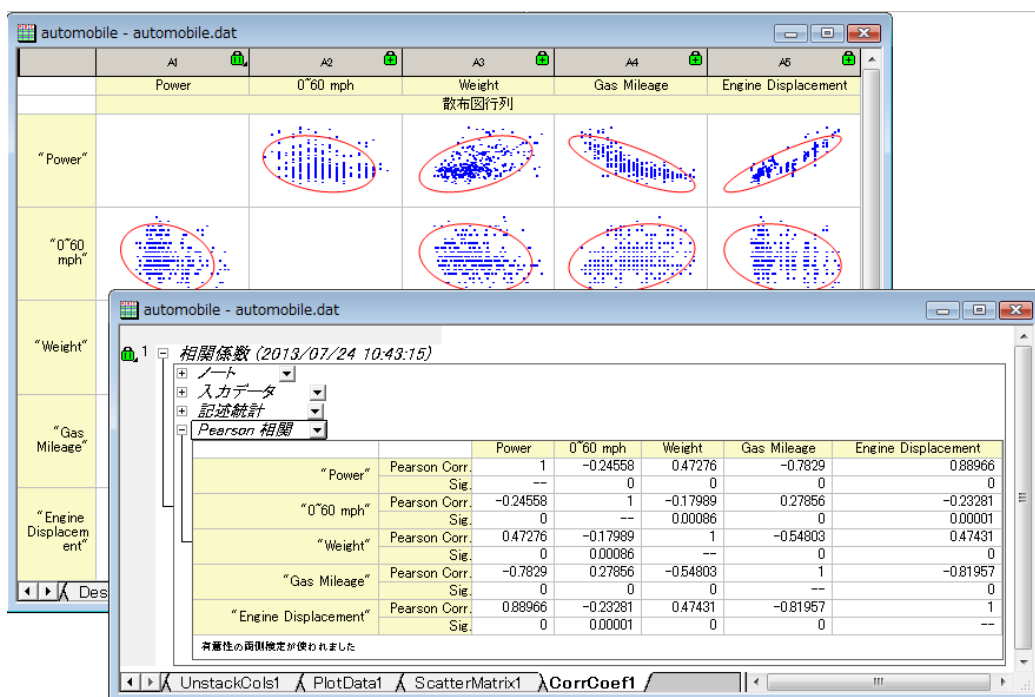 automobile - automobile.dat
A1 A2 A3 A4 A5
Power 0~60 mph Weight Gas Mileage Engine Displacement
散布図行列
"Power"
"0~60
mph"
"Weight"
"Gas
Mileage"
"Engine
Displacem
ent"
Des
automobile - automobile.dat
1 相関係数 (2013/07/24 10:43:15)
ノート
入力データ
記述統計
Pearson 相関
Power 0~60 mph Weight Gas Mileage Engine Displacement
"Power" Pearson Corr. 1 -0.24558 0.47276 -0.7829 0.88966
Sig. -- 0 0 0 0
"0~60 mph" Pearson Corr. -0.24558 1 -0.17989 0.27856 -0.23281
Sig. 0 -- 0.00086 0 0.00001
"Weight" Pearson Corr. 0.47276 -0.17989 1 -0.54803 0.47431
Sig. 0 0.00086 -- 0 0
"Gas Mileage" Pearson Corr. -0.7829 0.27856 -0.54803 1 -0.81957
Sig. 0 0 0 -- 0
"Engine Displacement" Pearson Corr. 0.88966 -0.23281 0.47431 -0.81957 1
Sig. 0 0.00001 0 0 --
有意性の両側検定が使われました
UnstackCols1 PlotData1 ScatterMatrix1 CorrCoef1